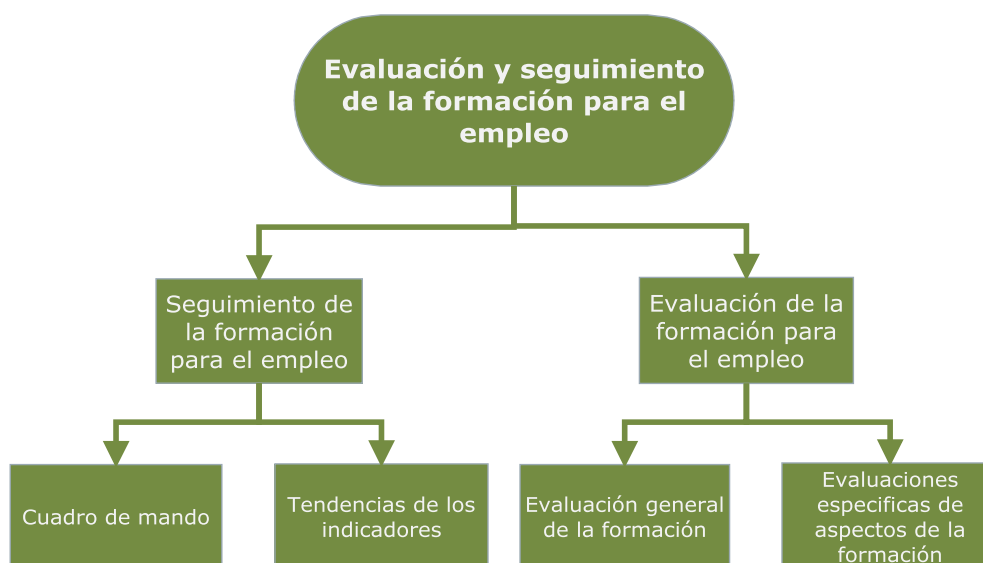 Evaluación y seguimiento
de la formación para el
empleo
Seguimiento de
la formación
para el empleo
Evaluación de la
formación para
el empleo
Cuadro de mando
Tendencias de los
indicadores
Evaluación general
de la formación
Evaluaciones
especificas de
aspectos de la
formación